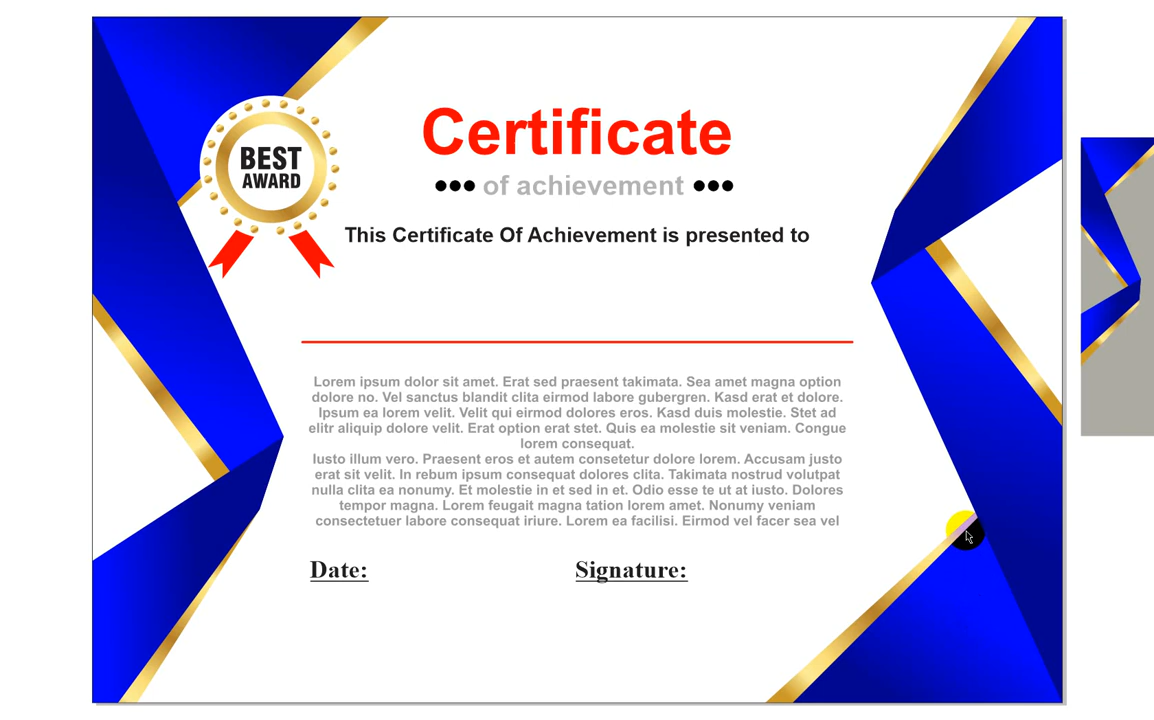 Certificate
••• of achievement •••
BEST
AWARD
This Certificate Of Achievement is presented to
Lorem ipsum dolor sit amet. Erat sed praesent takimata. Sea amet magna option
dolore no. Vel sanctus blandit clita eirmod labore gubergren. Kasd erat et dolore.
Ipsum ea lorem velit. Velit qui eirmod dolores eros. Kasd duis molestie. Stet ad
elitr aliquip dolore velit. Erat option erat stet. Quis ea molestie sit veniam. Congue
lorem consequat.
Iusto illum vero. Praesent eros et autem consetetur dolore lorem. Accusam justo
erat sit velit. In rebum ipsum consequat dolores clita. Takimata nostrud volutpat
nulla clita ea nonumy. Et molestie in et sed in et. Odio esse te ut at iusto. Dolores
tempor magna. Lorem feugait magna tation lorem amet. Nonumy veniam
consectetuer labore consequat iriure. Lorem ea facilisi. Eirmod vel facer sea vel
Date:
Signature: